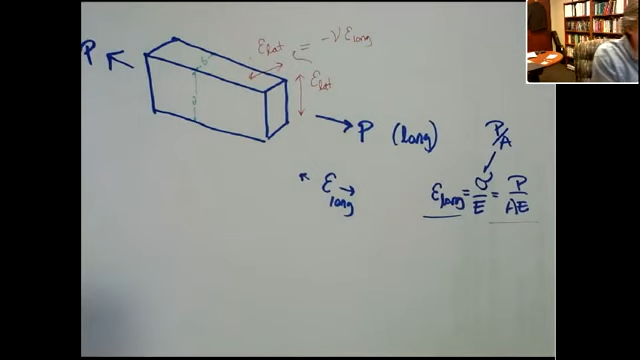 ε_lat = -ν ε_long
P
b
a
ε_lat
P (long)
P/A
ε_long
ε_long = σ/E = P/AE